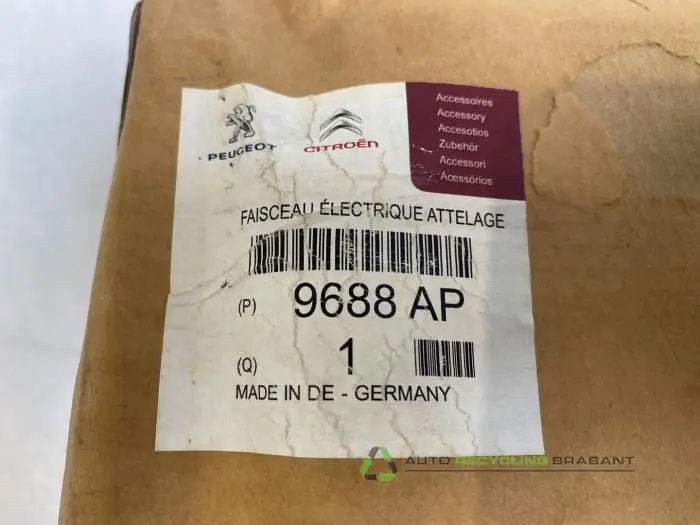 PEUGEOT
CITROËN
Accessoires
Accessory
Accesotios
Zubehör
Accessori
Acessórios
FAISCEAU ÉLECTRIQUE ATTELAGE
(P) 9688 AP
(Q) 1
MADE IN DE - GERMANY
AUTO RECYCLING BRABANT